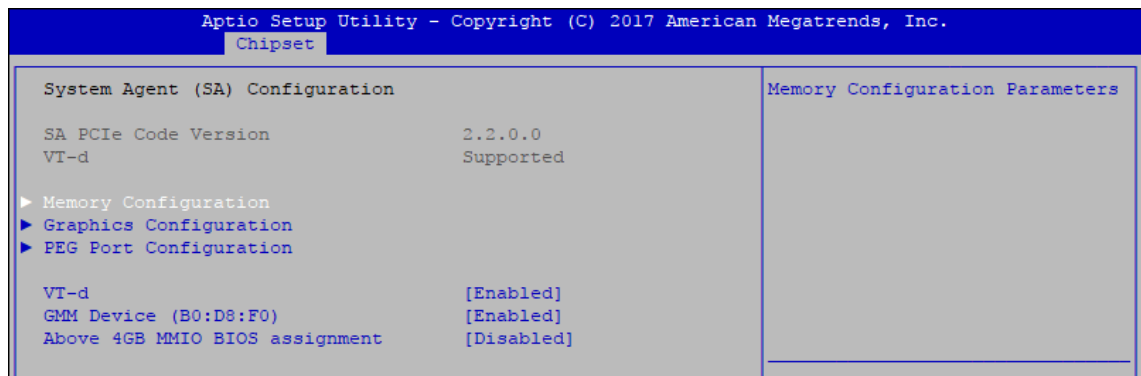 Aptio Setup Utility - Copyright (C) 2017 American Megatrends, Inc.
Chipset
System Agent (SA) Configuration
Memory Configuration Parameters
SA PCIe Code Version 2.2.0.0
VT-d Supported
► Memory Configuration
► Graphics Configuration
► PEG Port Configuration
VT-d [Enabled]
GMM Device (B0:D8:F0) [Enabled]
Above 4GB MMIO BIOS assignment [Disabled]